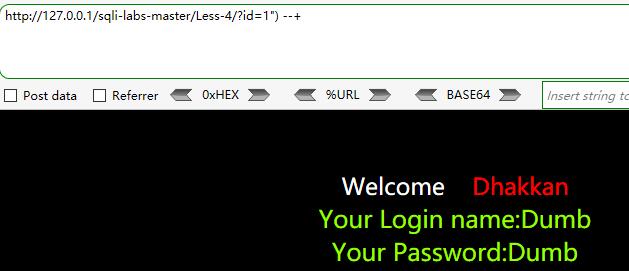 http://127.0.0.1/sqli-labs-master/Less-4/?id=1") --+
Post data Referrer 0xHEX %URL BASE64 Insert string to
Welcome Dhakkan
Your Login name:Dumb
Your Password:Dumb